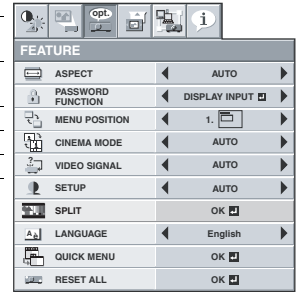 opt.
i
FEATURE
ASPECT AUTO
PASSWORD FUNCTION DISPLAY INPUT
MENU POSITION 1.
CINEMA MODE AUTO
VIDEO SIGNAL AUTO
SETUP AUTO
SPLIT OK
LANGUAGE English
QUICK MENU OK
RESET ALL OK